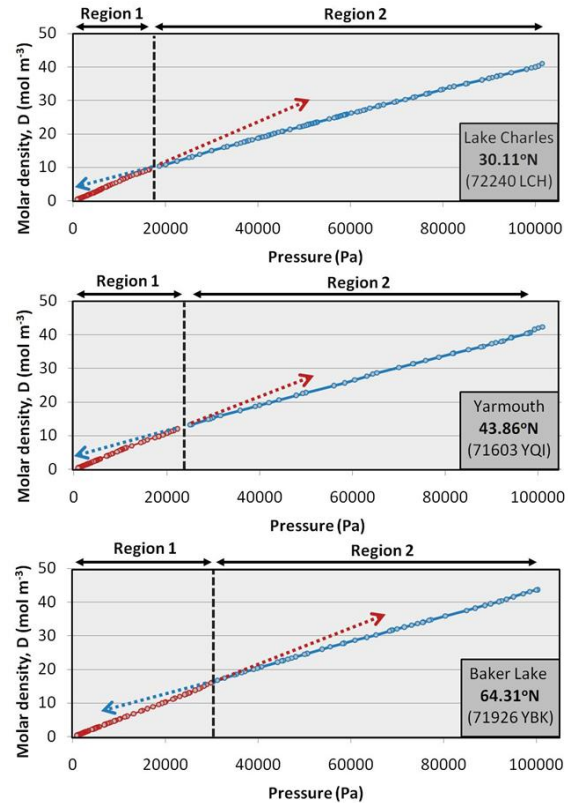 Region 1 Region 2
Molar density, D (mol m⁻³)
50
40
30
20
10
0
Lake Charles
30.11°N
(72240 LCH)
0 20000 40000 60000 80000 100000
Pressure (Pa)
Region 1 Region 2
Molar density, D (mol m⁻³)
50
40
30
20
10
0
Yarmouth
43.86°N
(71603 YQI)
0 20000 40000 60000 80000 100000
Pressure (Pa)
Region 1 Region 2
Molar density, D (mol m⁻³)
50
40
30
20
10
0
Baker Lake
64.31°N
(71926 YBK)
0 20000 40000 60000 80000 100000
Pressure (Pa)